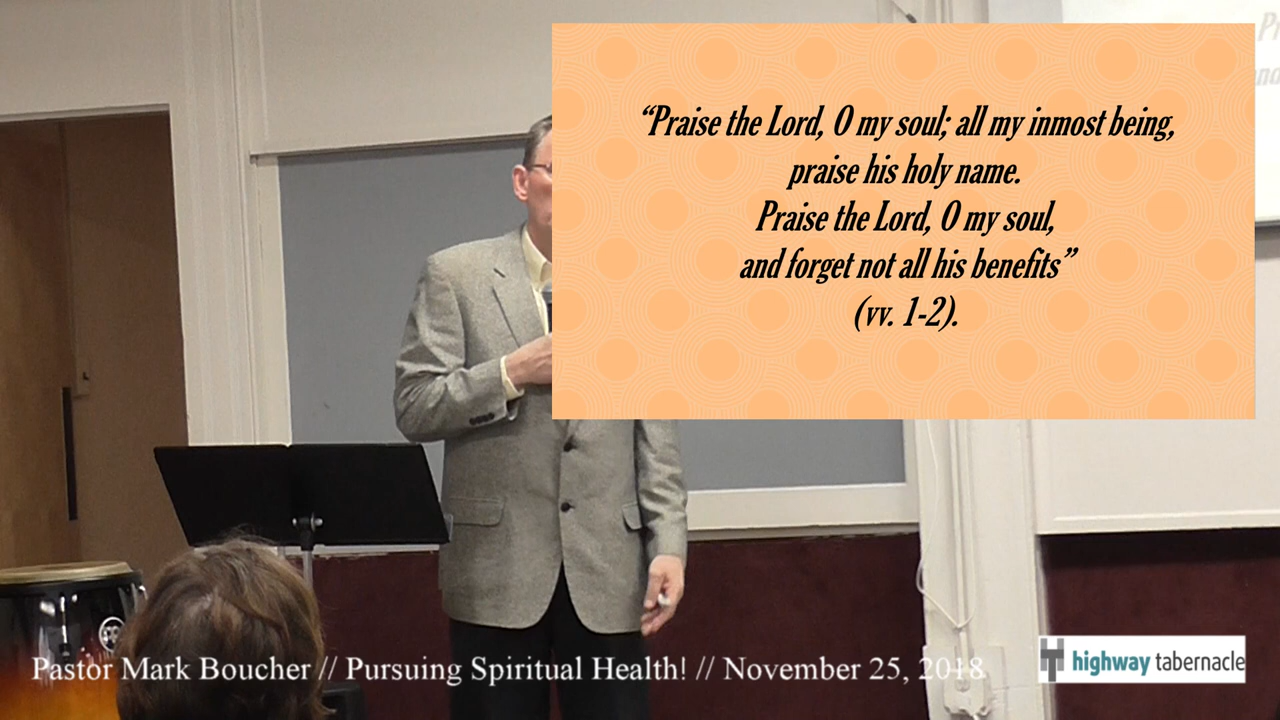 “Praise the Lord, O my soul; all my inmost being,
praise his holy name.
Praise the Lord, O my soul,
and forget not all his benefits”
(vv. 1-2).
Pastor Mark Boucher // Pursuing Spiritual Health! // November 25, 2018
highway tabernacle